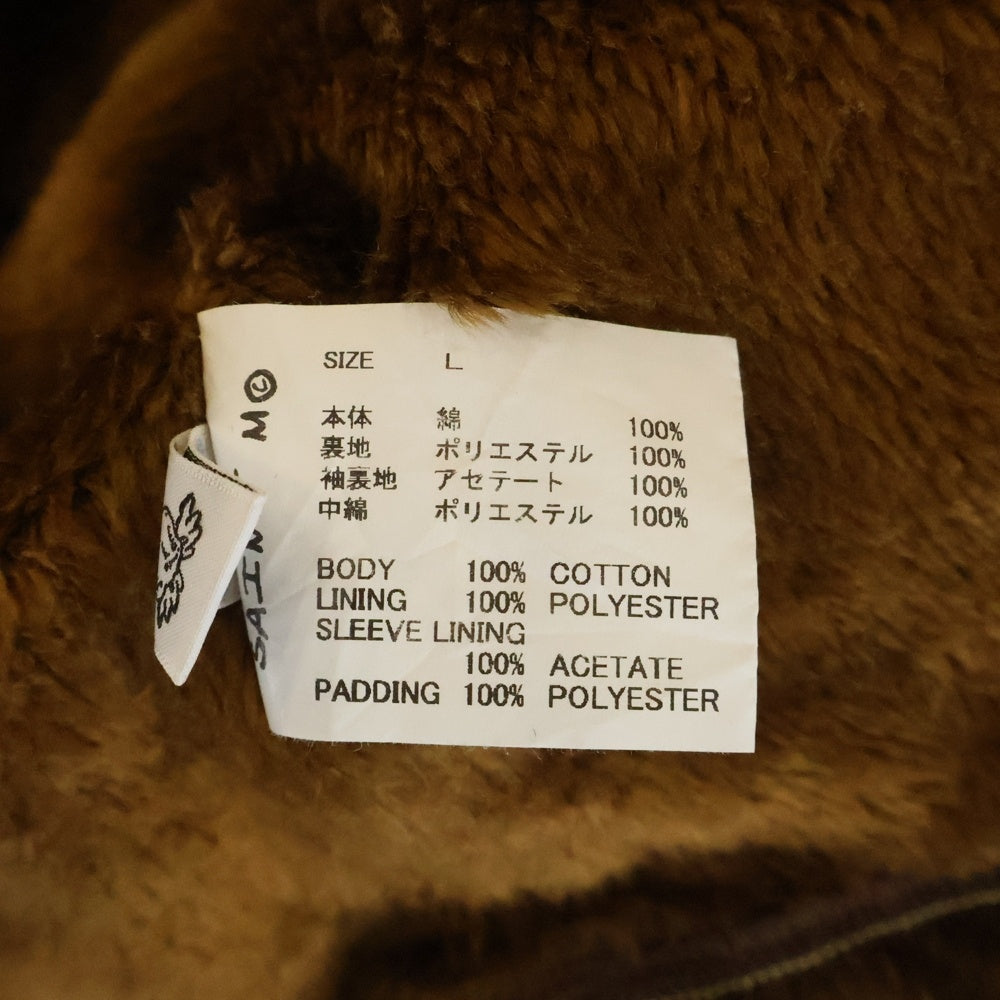 SIZE L
本体 綿 100%
裏地 ポリエステル 100%
袖裏地 アセテート 100%
中綿 ポリエステル 100%
BODY 100% COTTON
LINING 100% POLYESTER
SLEEVE LINING
100% ACETATE
PADDING 100% POLYESTER